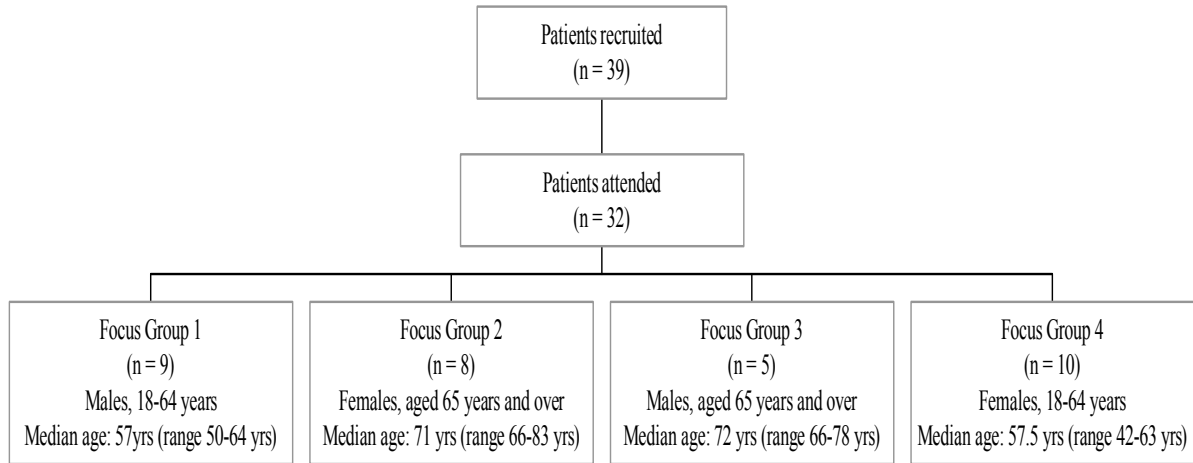 Patients recruited
(n = 39)
Patients attended
(n = 32)
Focus Group 1
(n = 9)
Males, 18-64 years
Median age: 57yrs (range 50-64 yrs)
Focus Group 2
(n = 8)
Females, aged 65 years and over
Median age: 71 yrs (range 66-83 yrs)
Focus Group 3
(n = 5)
Males, aged 65 years and over
Median age: 72 yrs (range 66-78 yrs)
Focus Group 4
(n = 10)
Females, 18-64 years
Median age: 57.5 yrs (range 42-63 yrs)